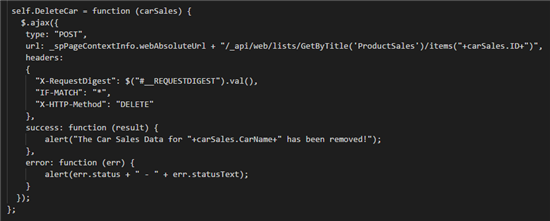 self.DeleteCar = function (carSales) {
$.ajax({
type: "POST",
url: _spPageContextInfo.webAbsoluteUrl + "/_api/web/lists/GetByTitle('ProductSales')/items("+carSales.ID+")",
headers:
{
"X-RequestDigest": $("#__REQUESTDIGEST").val(),
"IF-MATCH": "*",
"X-HTTP-Method": "DELETE"
},
success: function (result) {
alert("The Car Sales Data for "+carSales.CarName+" has been removed!");
},
error: function (err) {
alert(err.status + " - " + err.statusText);
}
});
};